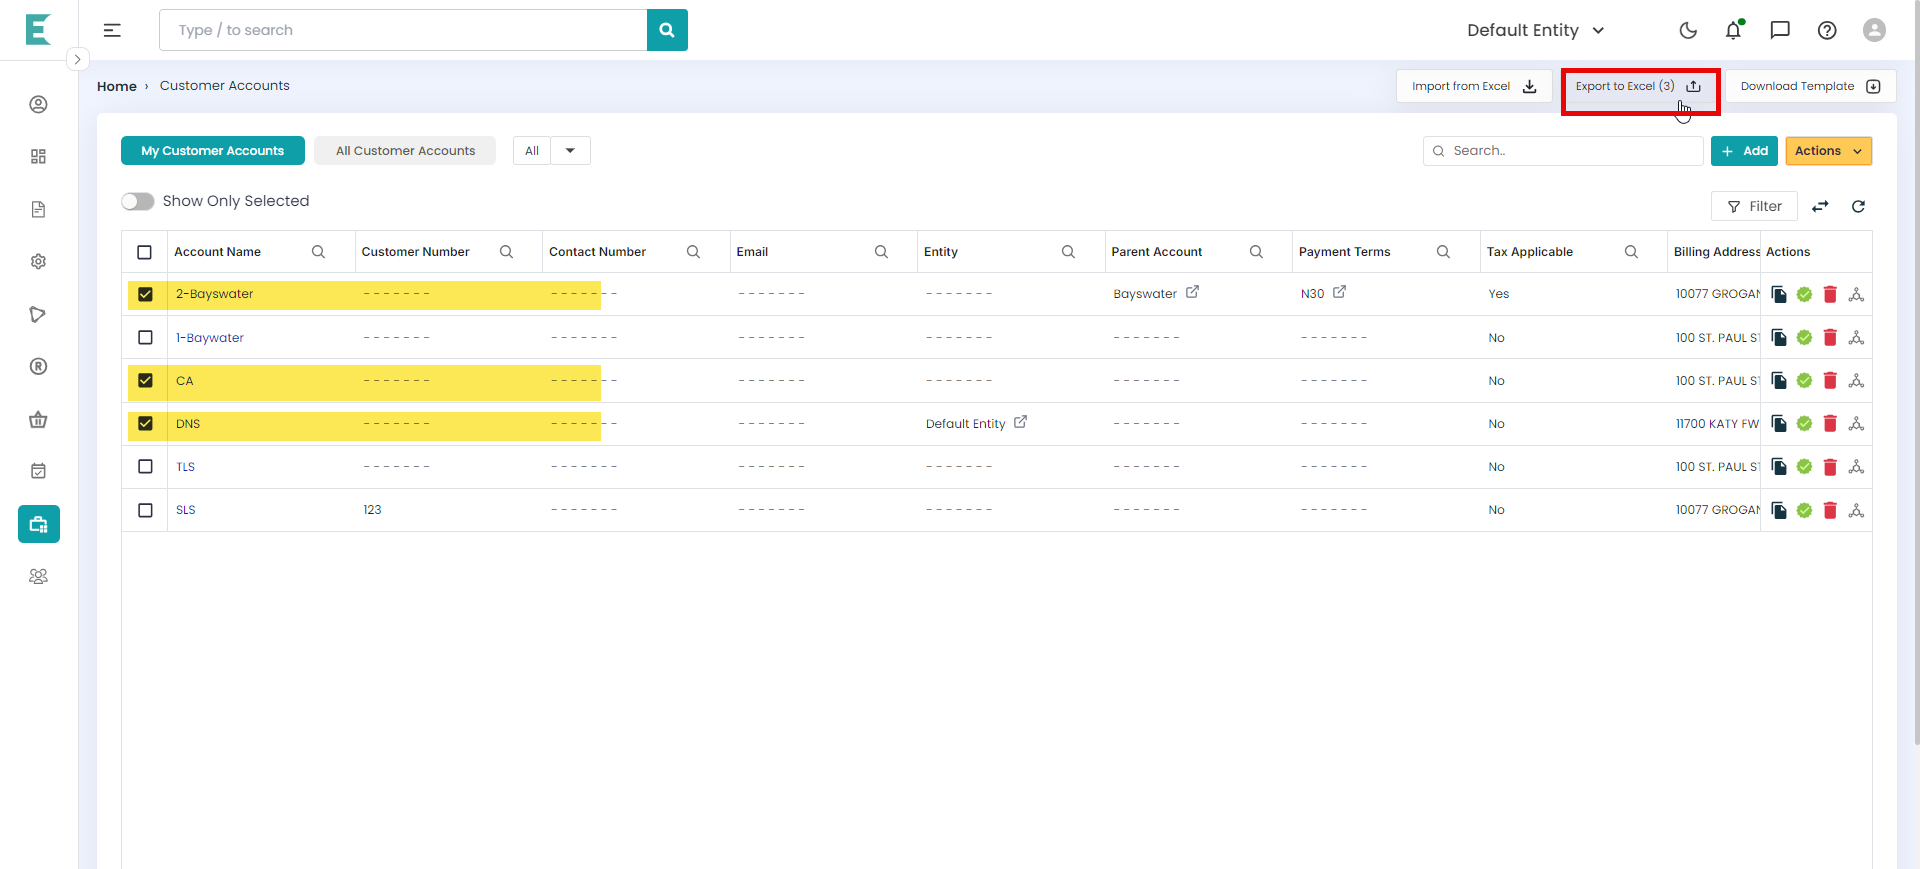 E
Type / to search
Default Entity
Home › Customer Accounts
Import from Excel
Export to Excel (3)
Download Template
My Customer Accounts
All Customer Accounts
All
Search..
+ Add
Actions
Show Only Selected
Filter
Account Name Customer Number Contact Number Email Entity Parent Account Payment Terms Tax Applicable Billing Address Actions
2-Bayswater - - - - - - - - - - - - - - - - - - - - - - - - - - - - Bayswater N30 Yes 10077 GROGAN
1-Baywater - - - - - - - - - - - - - - - - - - - - - - - - - - - - - - - - - - - - - - - - - - No 100 ST. PAUL ST
CA - - - - - - - - - - - - - - - - - - - - - - - - - - - - - - - - - - - - - - - - - - No 100 ST. PAUL ST
DNS - - - - - - - - - - - - - - - - - - - - - Default Entity - - - - - - - - - - - - - - No 11700 KATY FW
TLS - - - - - - - - - - - - - - - - - - - - - - - - - - - - - - - - - - - - - - - - - - No 100 ST. PAUL ST
SLS 123 - - - - - - - - - - - - - - - - - - - - - - - - - - - - - - - - - - - No 10077 GROGAN